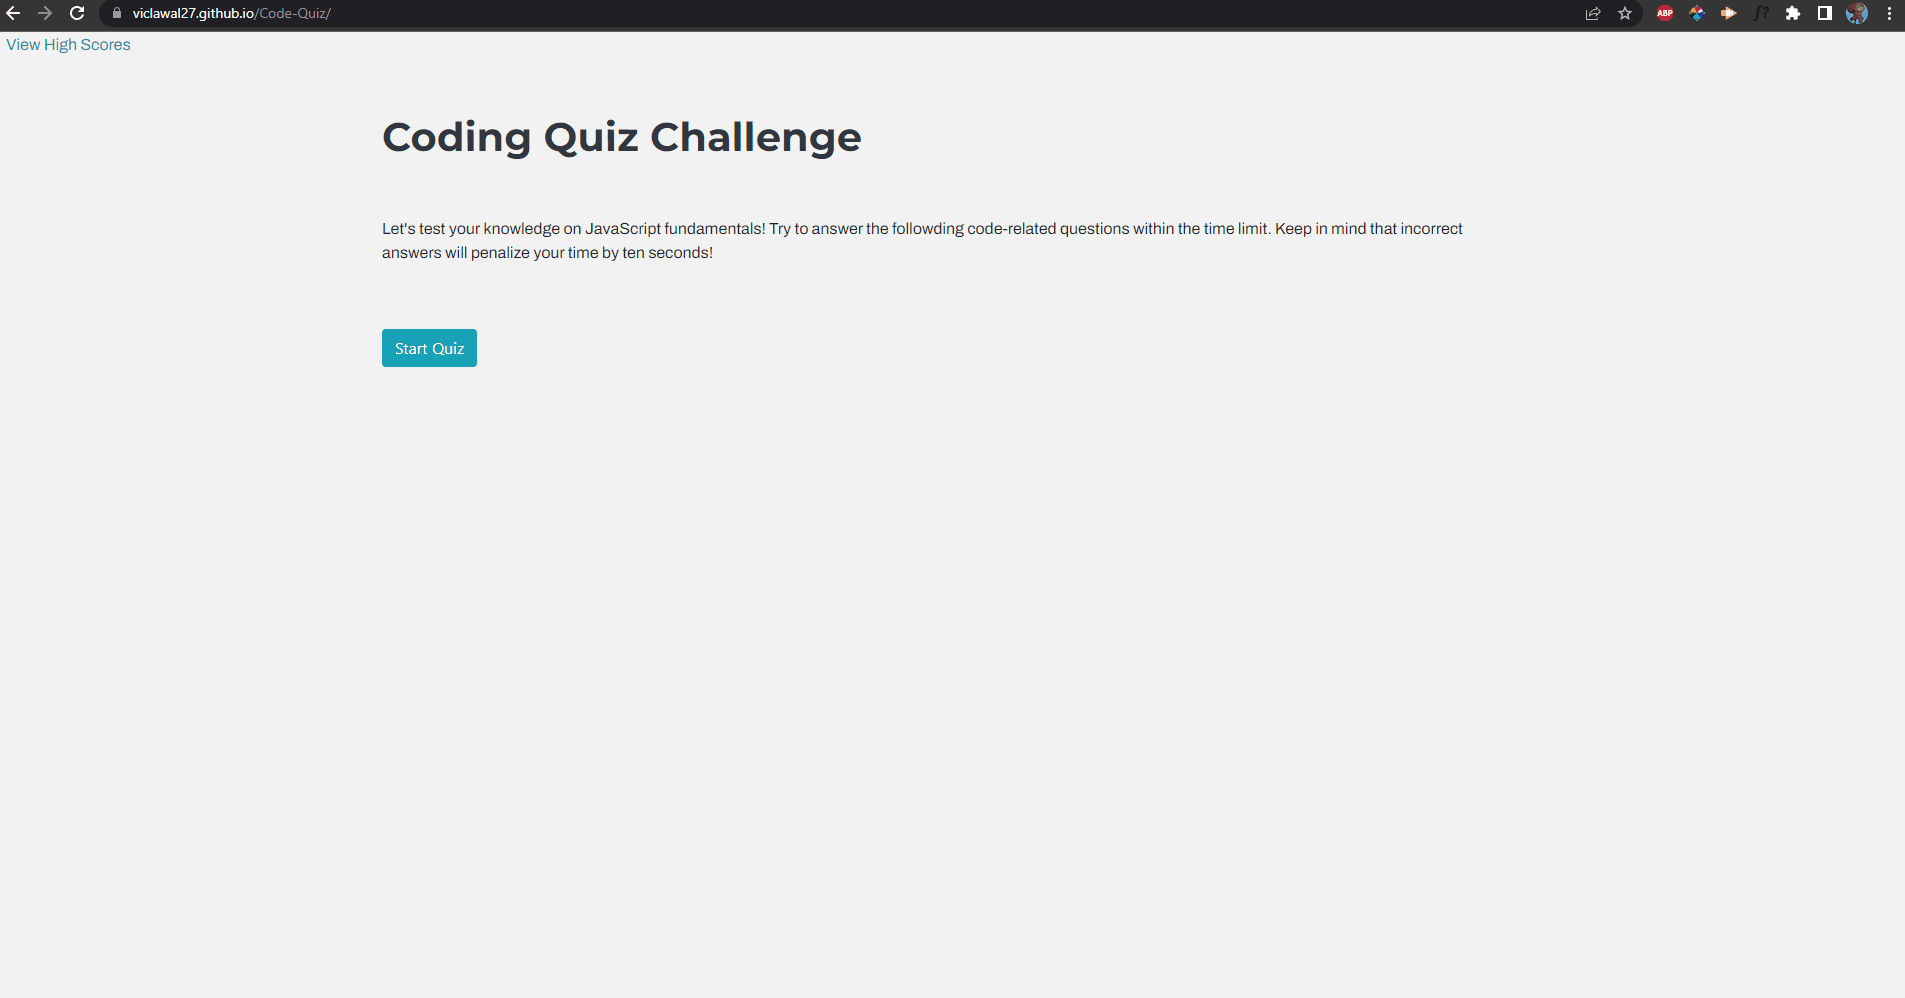 viclawal27.github.io/Code-Quiz/
ABP
f?
View High Scores
Coding Quiz Challenge
Let's test your knowledge on JavaScript fundamentals! Try to answer the followding code-related questions within the time limit. Keep in mind that incorrect
answers will penalize your time by ten seconds!
Start Quiz